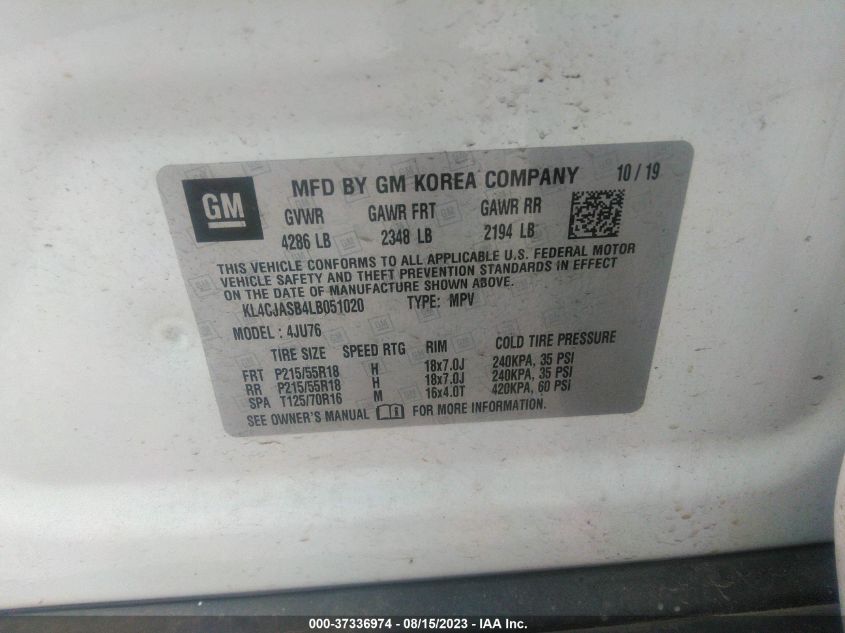 GM
MFD BY GM KOREA COMPANY 10 / 19
GVWR GAWR FRT GAWR RR
4286 LB 2348 LB 2194 LB
THIS VEHICLE CONFORMS TO ALL APPLICABLE U.S. FEDERAL MOTOR
VEHICLE SAFETY AND THEFT PREVENTION STANDARDS IN EFFECT
ON THE DATE OF MANUFACTURE SHOWN ABOVE.
KL4CJASB4LB051020 TYPE: MPV
MODEL : 4JU76
TIRE SIZE SPEED RTG RIM COLD TIRE PRESSURE
FRT P215/55R18 H 18x7.0J 240KPA, 35 PSI
RR P215/55R18 H 18x7.0J 240KPA, 35 PSI
SPA T125/70R16 M 16x4.0T 420KPA, 60 PSI
SEE OWNER'S MANUAL FOR MORE INFORMATION.
000-37336974 - 08/15/2023 - IAA Inc.